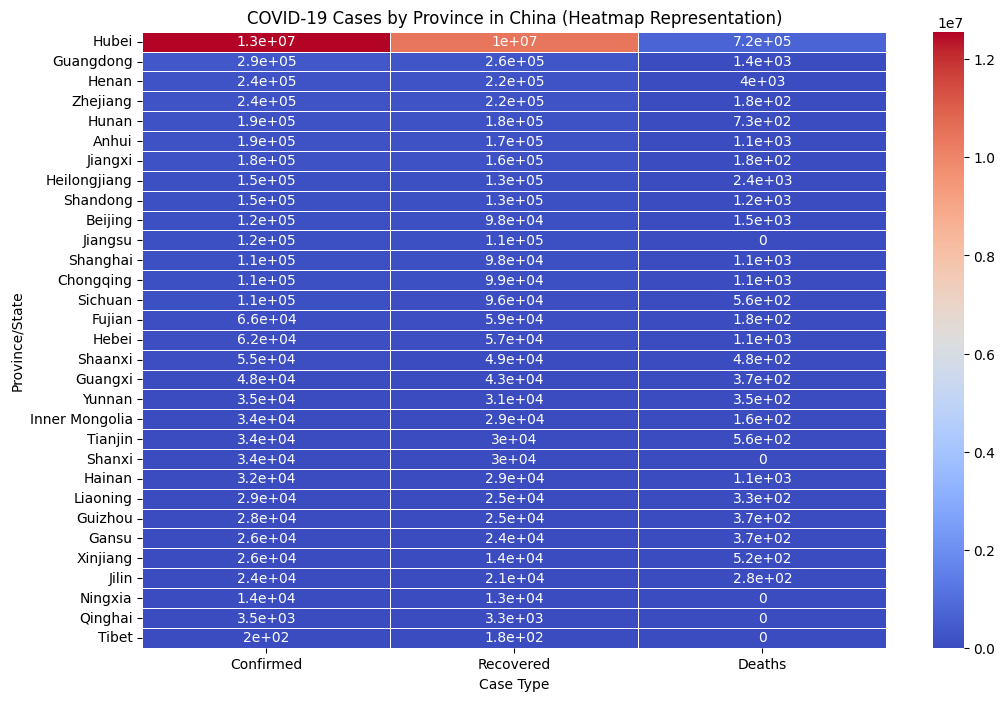 COVID-19 Cases by Province in China (Heatmap Representation)
1e7
Province/State
Hubei 1.3e+07 1e+07 7.2e+05
Guangdong 2.9e+05 2.6e+05 1.4e+03
Henan 2.4e+05 2.2e+05 4e+03
Zhejiang 2.4e+05 2.2e+05 1.8e+02
Hunan 1.9e+05 1.8e+05 7.3e+02
Anhui 1.9e+05 1.7e+05 1.1e+03
Jiangxi 1.8e+05 1.6e+05 1.8e+02
Heilongjiang 1.5e+05 1.3e+05 2.4e+03
Shandong 1.5e+05 1.3e+05 1.2e+03
Beijing 1.2e+05 9.8e+04 1.5e+03
Jiangsu 1.2e+05 1.1e+05 0
Shanghai 1.1e+05 9.8e+04 1.1e+03
Chongqing 1.1e+05 9.9e+04 1.1e+03
Sichuan 1.1e+05 9.6e+04 5.6e+02
Fujian 6.6e+04 5.9e+04 1.8e+02
Hebei 6.2e+04 5.7e+04 1.1e+03
Shaanxi 5.5e+04 4.9e+04 4.8e+02
Guangxi 4.8e+04 4.3e+04 3.7e+02
Yunnan 3.5e+04 3.1e+04 3.5e+02
Inner Mongolia 3.4e+04 2.9e+04 1.6e+02
Tianjin 3.4e+04 3e+04 5.6e+02
Shanxi 3.4e+04 3e+04 0
Hainan 3.2e+04 2.9e+04 1.1e+03
Liaoning 2.9e+04 2.5e+04 3.3e+02
Guizhou 2.8e+04 2.5e+04 3.7e+02
Gansu 2.6e+04 2.4e+04 3.7e+02
Xinjiang 2.6e+04 1.4e+04 5.2e+02
Jilin 2.4e+04 2.1e+04 2.8e+02
Ningxia 1.4e+04 1.3e+04 0
Qinghai 3.5e+03 3.3e+03 0
Tibet 2e+02 1.8e+02 0
Confirmed Recovered Deaths
Case Type
1.2
1.0
0.8
0.6
0.4
0.2
0.0